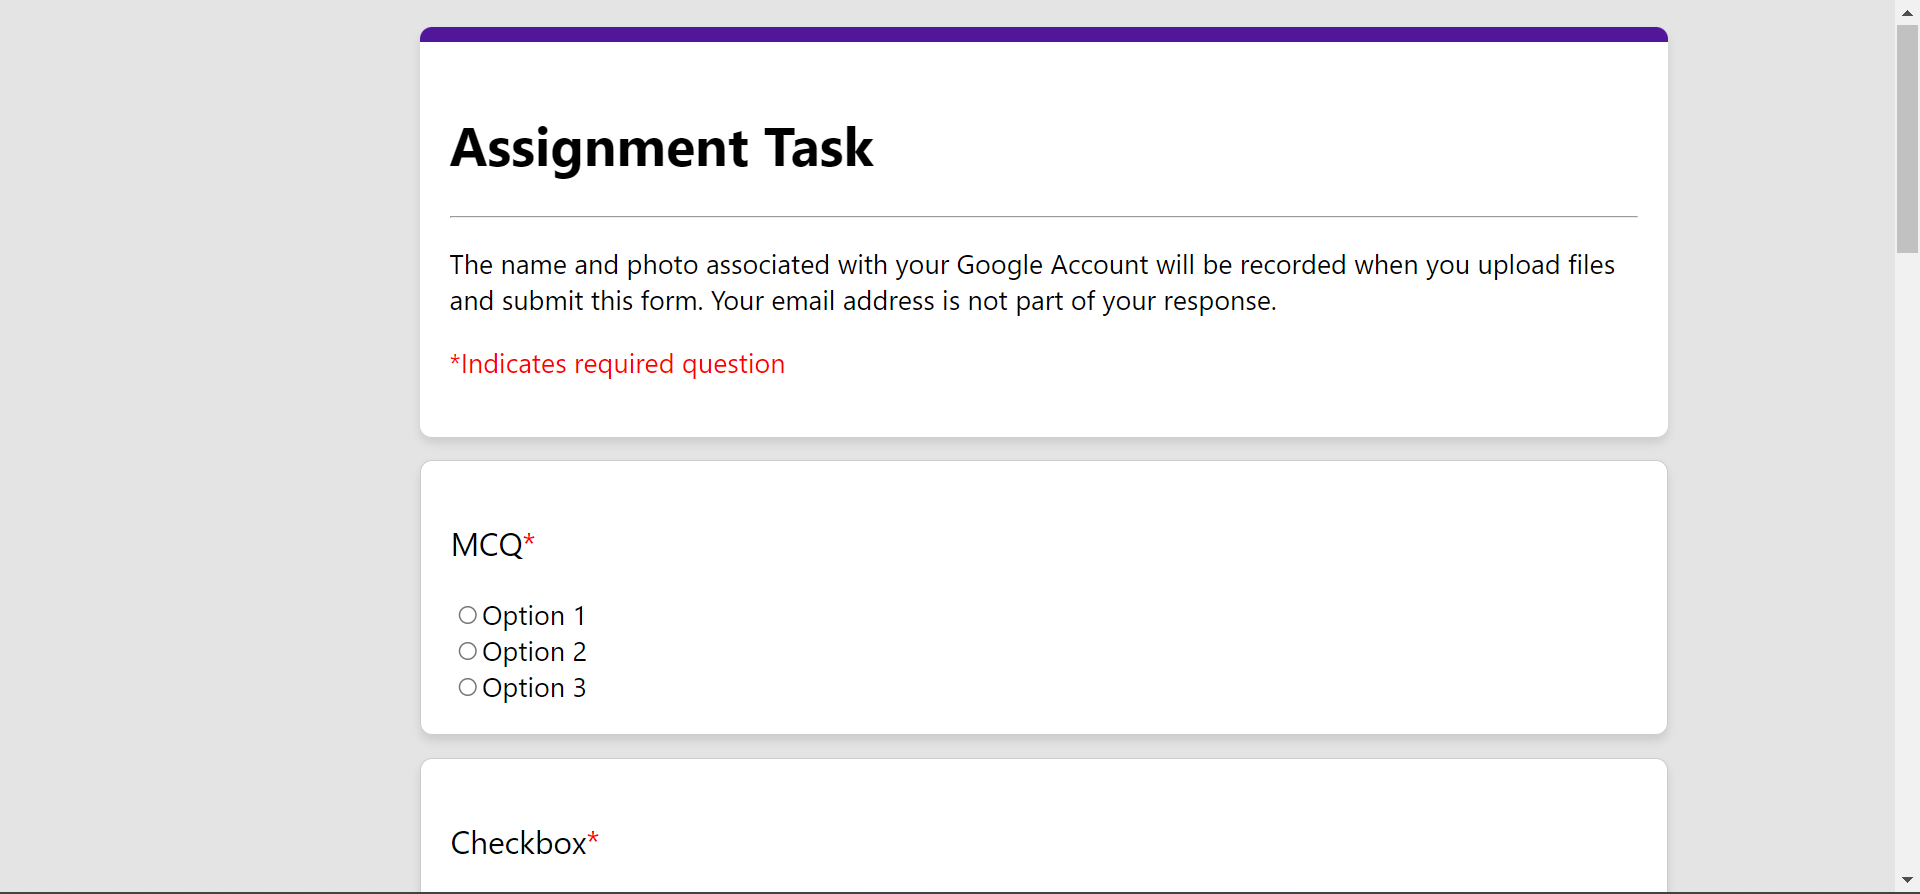 Assignment Task
The name and photo associated with your Google Account will be recorded when you upload files
and submit this form. Your email address is not part of your response.
*Indicates required question
MCQ*
Option 1
Option 2
Option 3
Checkbox*